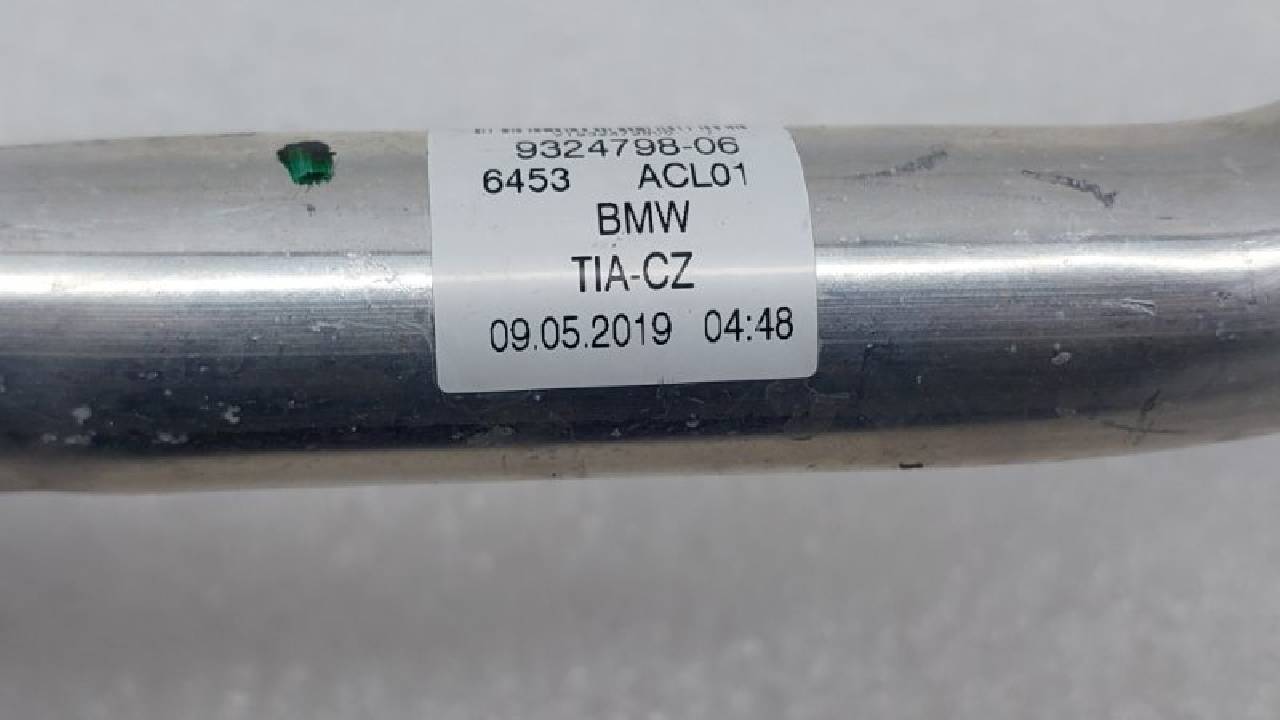 9324798-06
6453 ACL01
BMW
TIA-CZ
09.05.2019 04:48